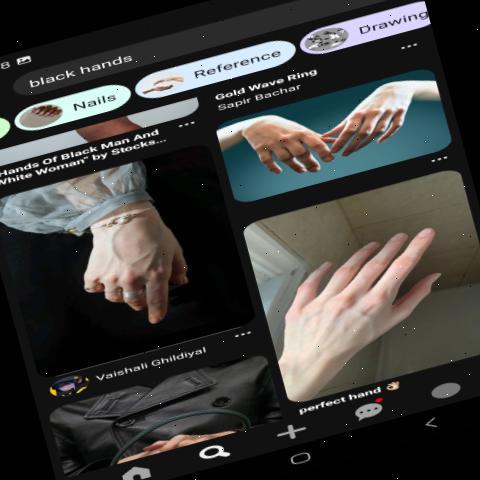 8
black hands
Nails
Reference
Drawing
Hands Of Black Man And
White Woman" by Stocks...
Gold Wave Ring
Sapir Bachar
Vaishali Ghildiyal
perfect hand 👌🏻